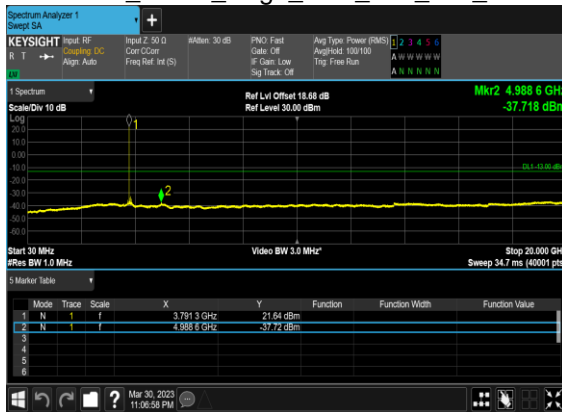 Spectrum Analyzer 1
Swept SA
+
KEYSIGHT Input: RF Input Z: 50 Ω #Atten: 30 dB PNO: Fast Avg Type: Power (RMS) 1 2 3 4 5 6
R T Coupling: DC Corr CCorr Gate: Off Avg|Hold: 100/100 A W W W W W
Align: Auto Freq Ref: Int (S) IF Gain: Low Trig: Free Run
LXI Sig Track: Off A N N N N N
1 Spectrum Ref Lvl Offset 18.68 dB Mkr2 4.988 6 GHz
Scale/Div 10 dB Ref Level 30.00 dBm -37.718 dBm
Log
20.0
10.0
0.00
-10.0
-20.0
-30.0
-40.0
-50.0
-60.0
1
2
DL1 -13.00 dBm
Start 30 MHz Video BW 3.0 MHz* Stop 20.000 GHz
#Res BW 1.0 MHz Sweep 34.7 ms (40001 pts)
5 Marker Table
Mode Trace Scale X Y Function Function Width Function Value
1 N 1 f 3.791 3 GHz 21.64 dBm
2 N 1 f 4.988 6 GHz -37.72 dBm
3
4
5
6
?
Mar 30, 2023
11:06:58 PM